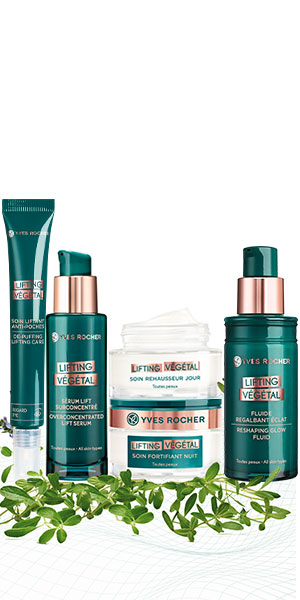 YVES ROCHER
LIFTING
VÉGÉTAL
SOIN LIFTANT
ANTI-POCHES
DE-PUFFING
LIFTING CARE
YVES ROCHER
LIFTING
VÉGÉTAL
SÉRUM LIFT
SURCONCENTRÉ
OVERCONCENTRATED
LIFT SERUM
Toutes peaux - All skin types
LIFTING VÉGÉTAL
SOIN REHAUSSEUR JOUR
Toutes peaux
YVES ROCHER
LIFTING VÉGÉTAL
SOIN FORTIFIANT NUIT
Toutes peaux
YVES ROCHER
LIFTING
VÉGÉTAL
FLUIDE
REGALBANT ÉCLAT
RESHAPING GLOW
FLUID
Toutes peaux - All skin types